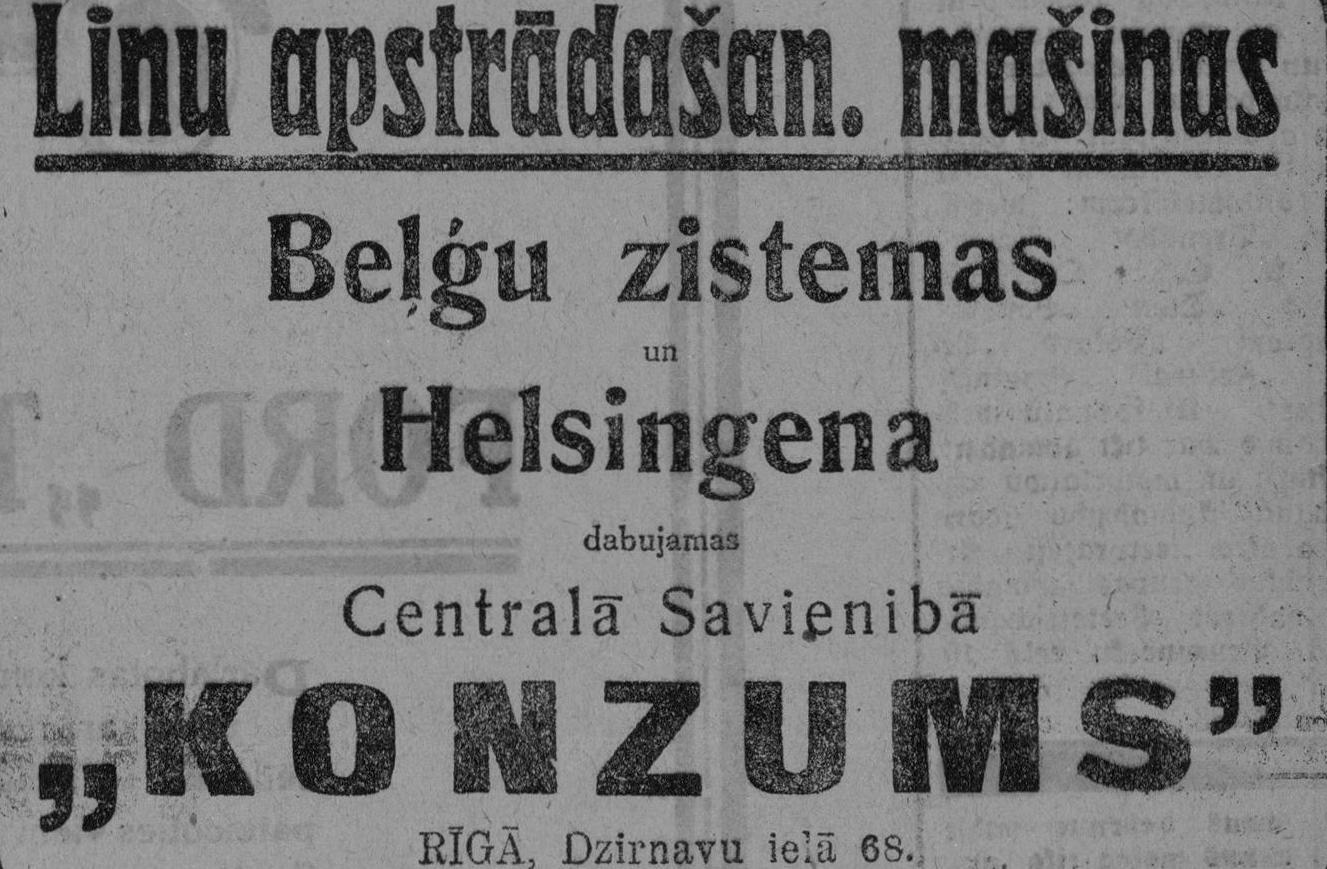 Linu apstrādašan. mašinas
Beļģu zistemas
un
Helsingena
dabujamas
Centralā Savienibā
„KONZUMS”
RĪGĀ, Dzirnavu ielā 68.